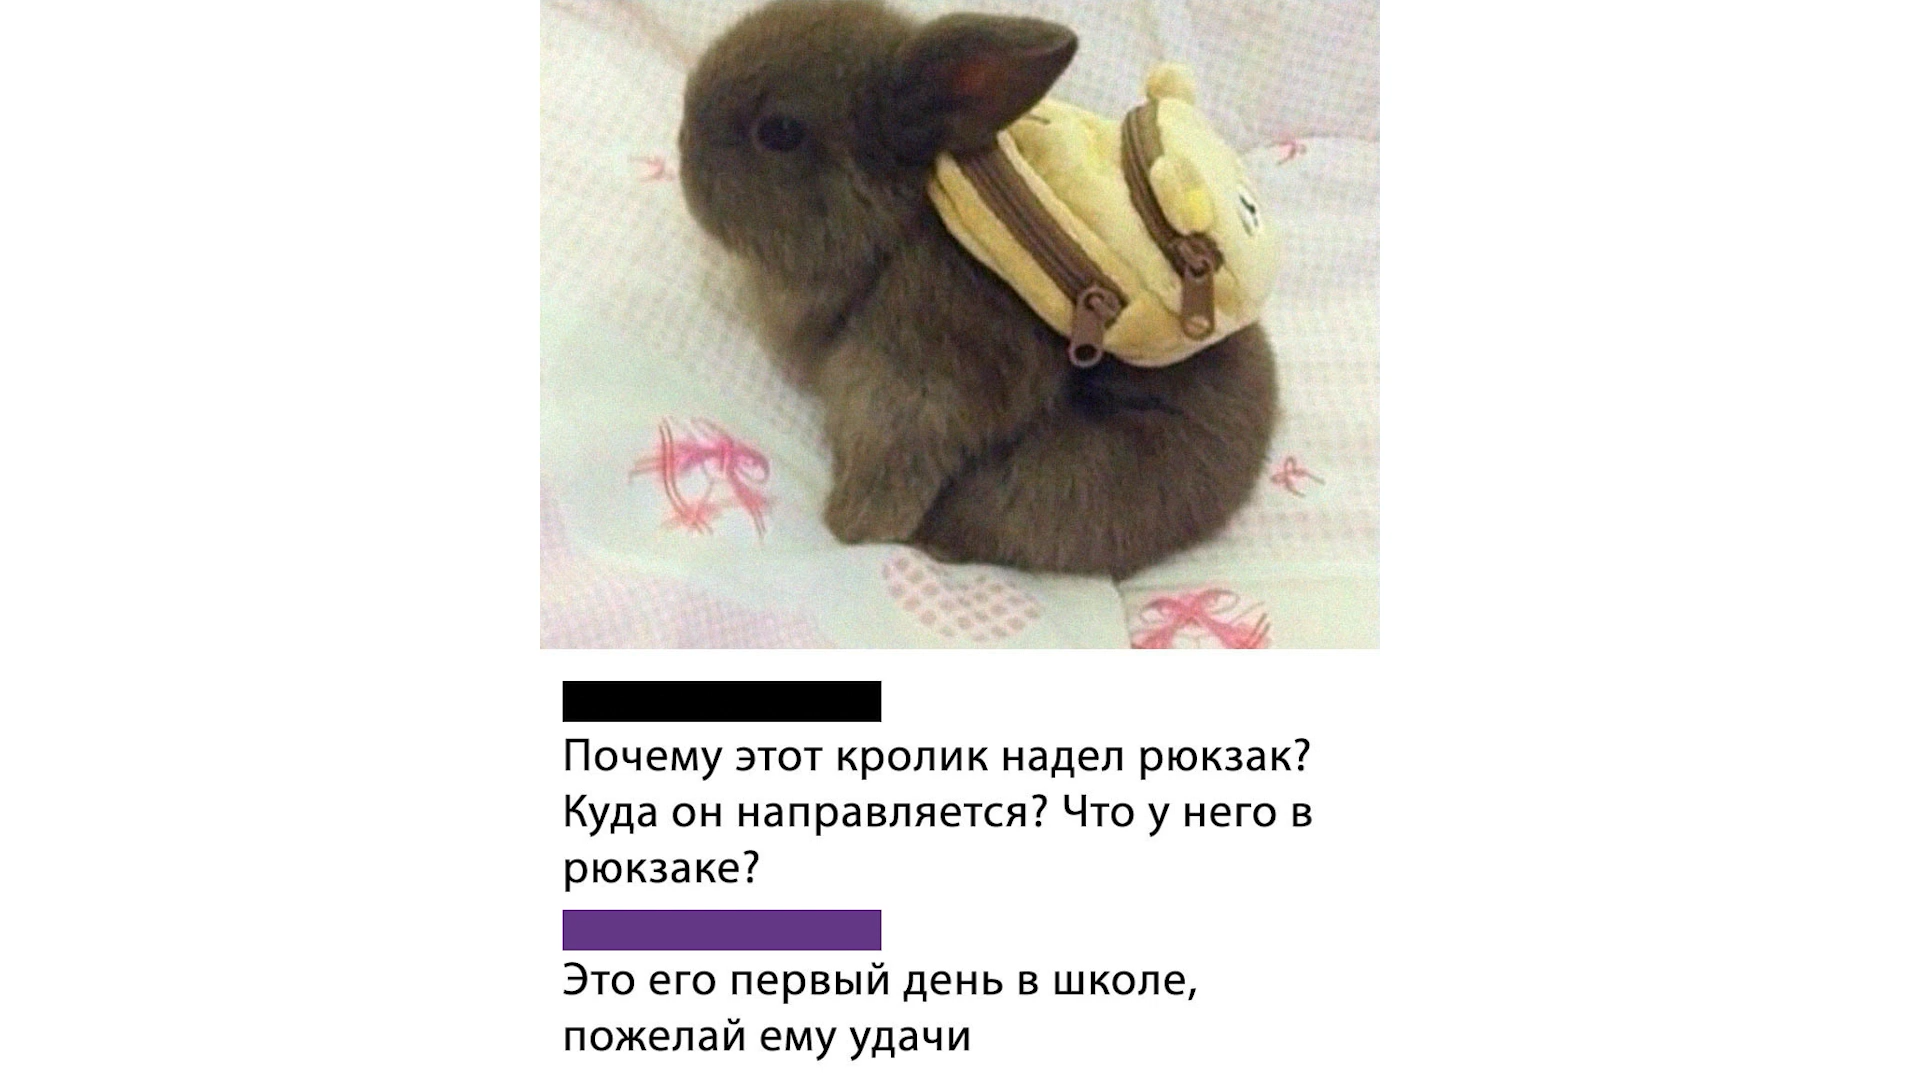 Почему этот кролик надел рюкзак?
Куда он направляется? Что у него в
рюкзаке?
Это его первый день в школе,
пожелай ему удачи